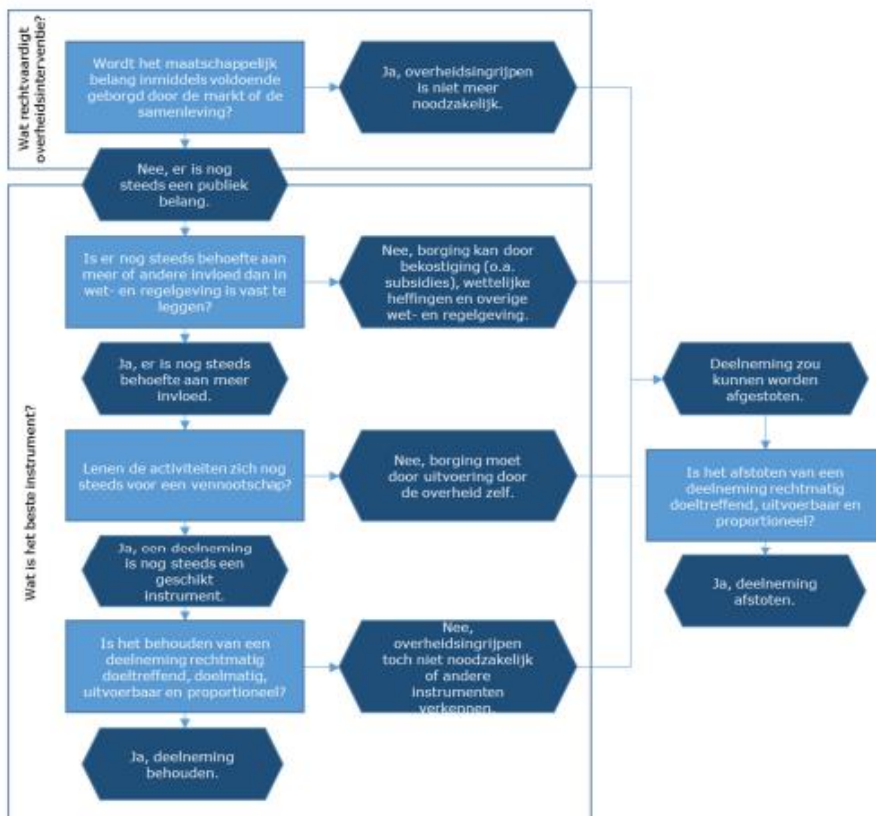 Wat rechtvaardigt
overheidsinterventie?
Wordt het maatschappelijk
belang inmiddels voldoende
geborgd door de markt of de
samenleving?
Ja, overheidsingrijpen
is niet meer
noodzakelijk.
Nee, er is nog
steeds een publiek
belang.
Wat is het beste instrument?
Is er nog steeds behoefte aan
meer of andere invloed dan in
wet- en regelgeving is vast te
leggen?
Nee, borging kan door
bekostiging (o.a.
subsidies), wettelijke
heffingen en overige
wet- en regelgeving.
Ja, er is nog steeds
behoefte aan meer
invloed.
Lenen de activiteiten zich nog
steeds voor een vennootschap?
Nee, borging moet
door uitvoering door
de overheid zelf.
Ja, een deelneming
is nog steeds een
geschikt
instrument.
Is het behouden van een
deelneming rechtmatig
doeltreffend, doelmatig,
uitvoerbaar en proportioneel?
Nee,
overheidsingrijpen
toch niet noodzakelijk
of andere
instrumenten
verkennen.
Ja, deelneming
behouden.
Deelneming zou
kunnen worden
afgestoten.
Is het afstoten van een
deelneming rechtmatig
doeltreffend, uitvoerbaar en
proportioneel?
Ja, deelneming
afstoten.